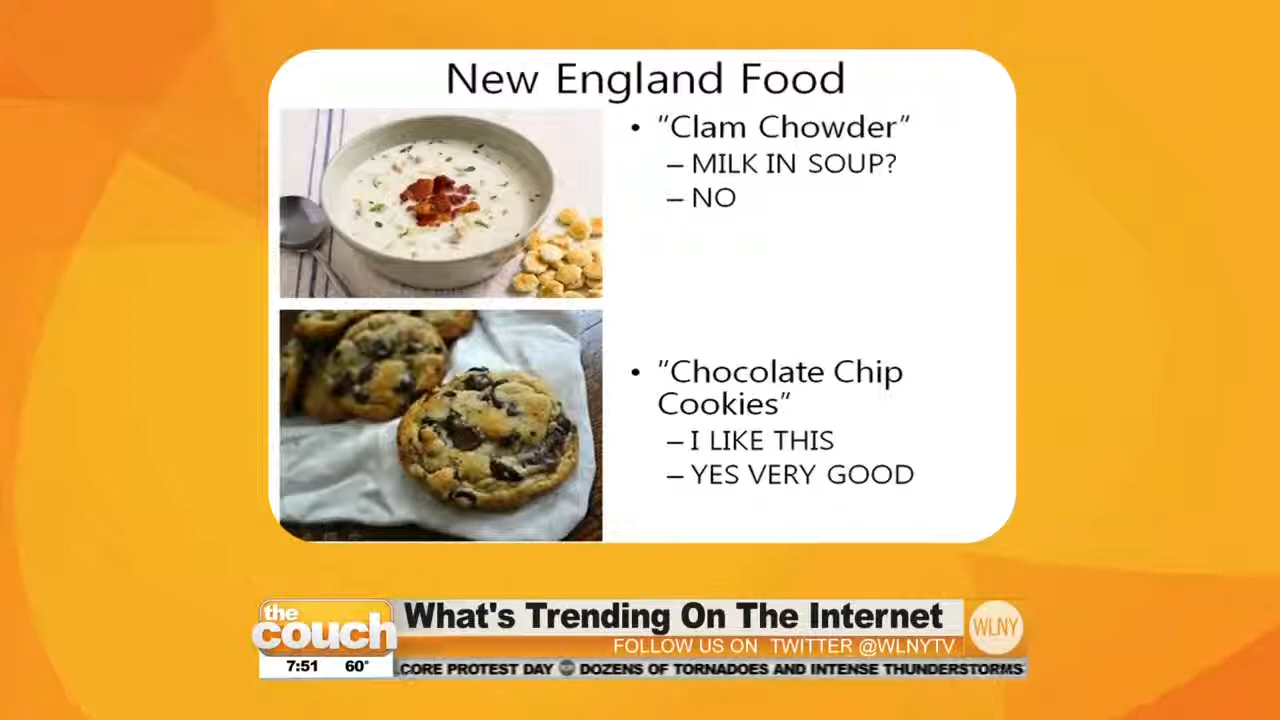 New England Food
• "Clam Chowder"
– MILK IN SOUP?
– NO
• "Chocolate Chip
Cookies"
– I LIKE THIS
– YES VERY GOOD
the
couch
What's Trending On The Internet
WLNY
FOLLOW US ON TWITTER @WLNYTV
7:51 60°
CORE PROTEST DAY DOZENS OF TORNADOES AND INTENSE THUNDERSTORMS